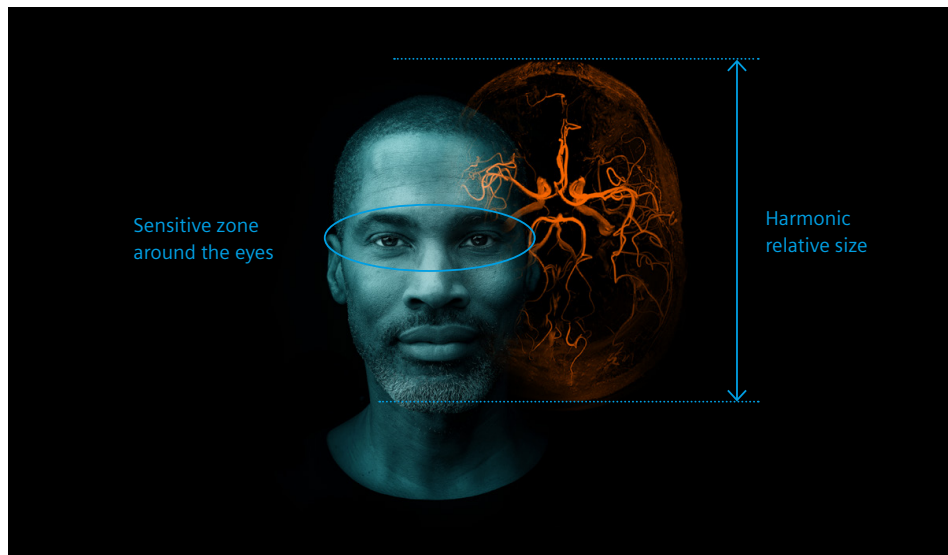 Sensitive zone
around the eyes
Harmonic
relative size